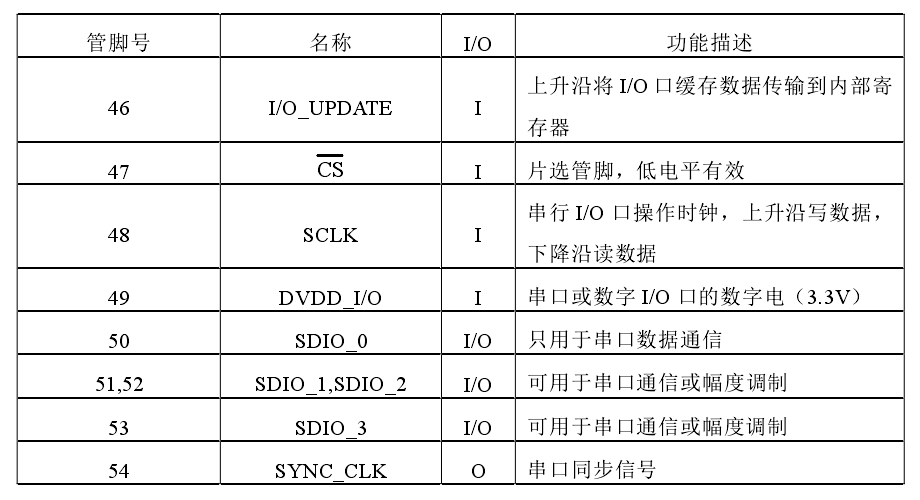 管脚号 名称 I/O 功能描述
46 I/O_UPDATE I 上升沿将 I/O 口缓存数据传输到内部寄
存器
47 C̅S̅ I 片选管脚，低电平有效
48 SCLK I 串行 I/O 口操作时钟，上升沿写数据，
下降沿读数据
49 DVDD_I/O I 串口或数字 I/O 口的数字电（3.3V）
50 SDIO_0 I/O 只用于串口数据通信
51,52 SDIO_1,SDIO_2 I/O 可用于串口通信或幅度调制
53 SDIO_3 I/O 可用于串口通信或幅度调制
54 SYNC_CLK O 串口同步信号